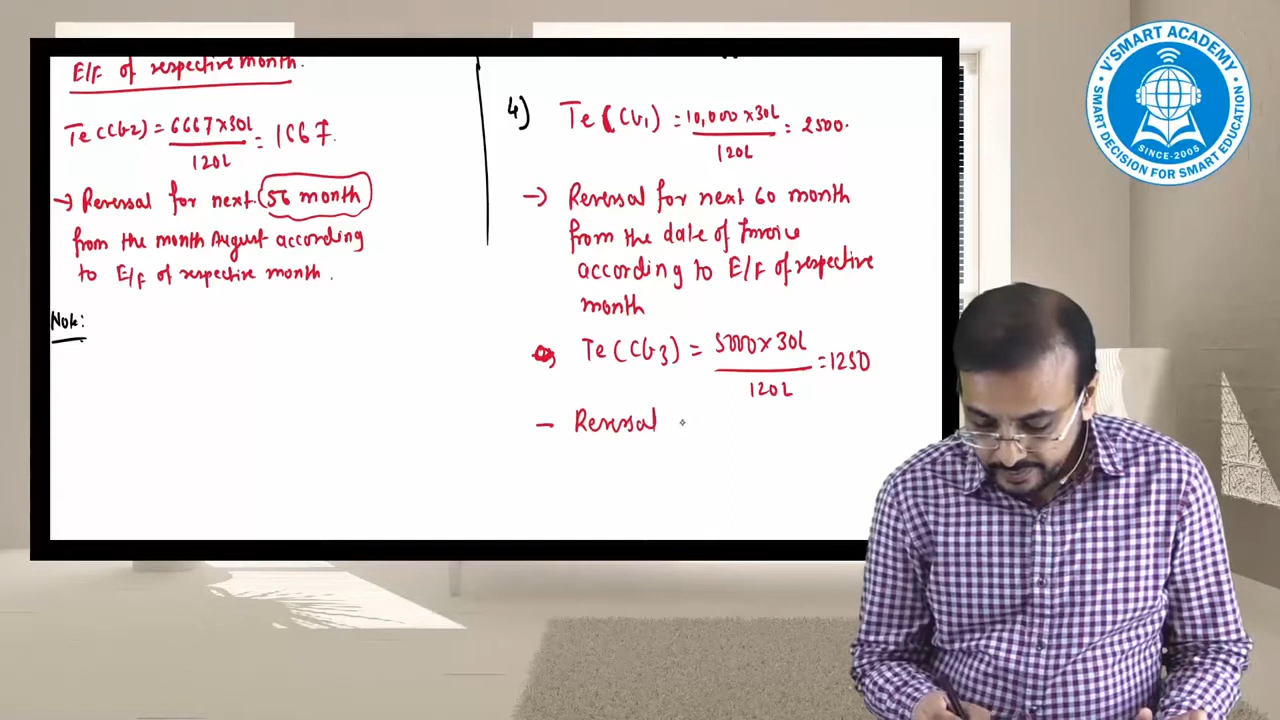 E/F of respective month.
Te (CG2) = 6667 x 30L / 120L = 1667.
→ Reversal for next 56 month
from the month August according
to E/F of respective month.
Note:
4) Te (CG1) = 10,000 x 30L / 120L = 2500.
→ Reversal for next 60 month
from the date of Invoice
according to E/F of respective
month
Te (CG3) = 5000 x 30L / 120L = 1250
— Reversal
V'SMART ACADEMY
SMART DECISION FOR SMART EDUCATION
SINCE-2005